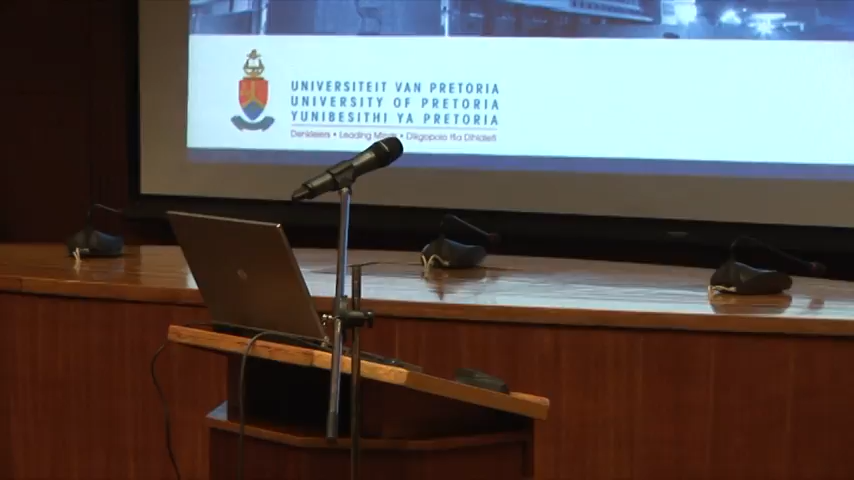 UNIVERSITEIT VAN PRETORIA
UNIVERSITY OF PRETORIA
YUNIBESITHI YA PRETORIA
Denkleiers • Leading Minds • Dikgopolo tša Dihlalefi